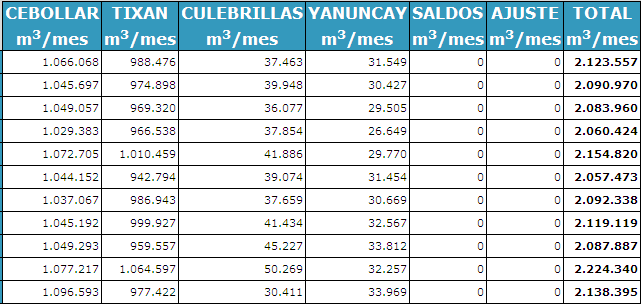 CEBOLLAR TIXAN CULEBRILLAS YANUNCAY SALDOS AJUSTE TOTAL
m³/mes m³/mes m³/mes m³/mes m³/mes m³/mes m³/mes
1.066.068 988.476 37.463 31.549 0 0 2.123.557
1.045.697 974.898 39.948 30.427 0 0 2.090.970
1.049.057 969.320 36.077 29.505 0 0 2.083.960
1.029.383 966.538 37.854 26.649 0 0 2.060.424
1.072.705 1.010.459 41.886 29.770 0 0 2.154.820
1.044.152 942.794 39.074 31.454 0 0 2.057.473
1.037.067 986.943 37.659 30.669 0 0 2.092.338
1.045.192 999.927 41.434 32.567 0 0 2.119.119
1.049.293 959.557 45.227 33.812 0 0 2.087.887
1.077.217 1.064.597 50.269 32.257 0 0 2.224.340
1.096.593 977.422 30.411 33.969 0 0 2.138.395